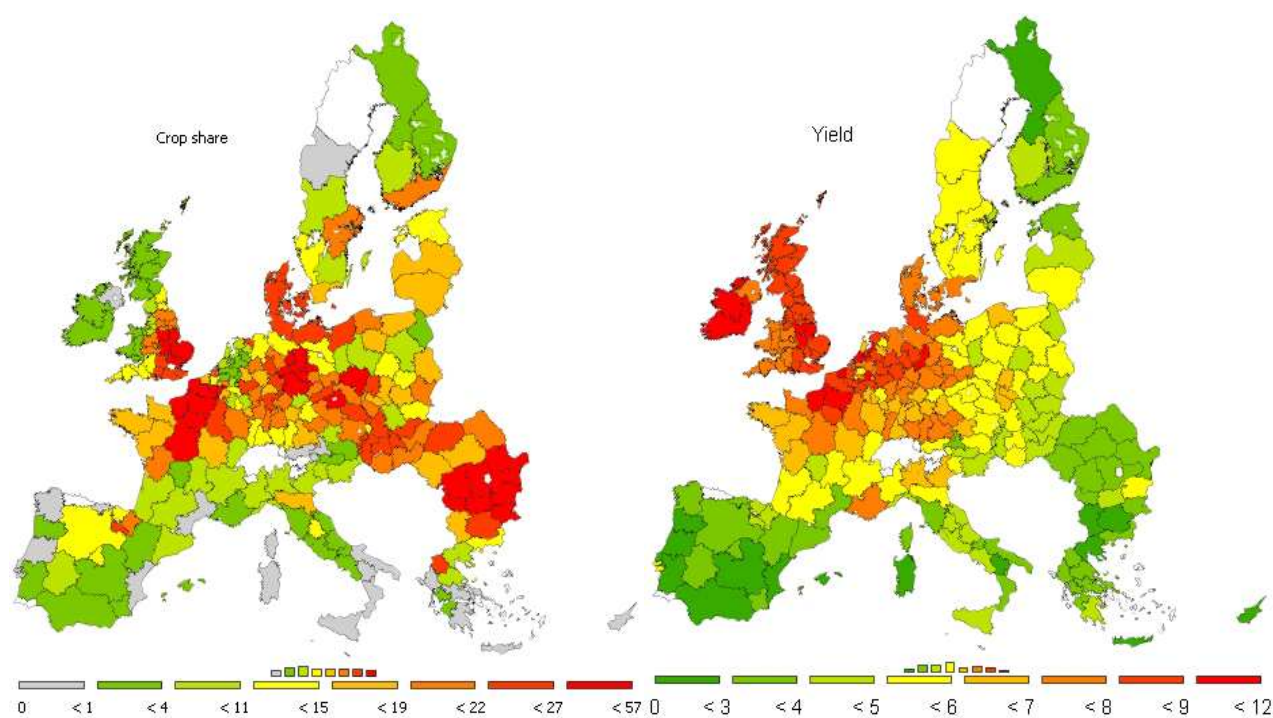 Crop share
Yield
0 < 1 < 4 < 11 < 15 < 19 < 22 < 27 < 57
0 < 3 < 4 < 5 < 6 < 7 < 8 < 9 < 12